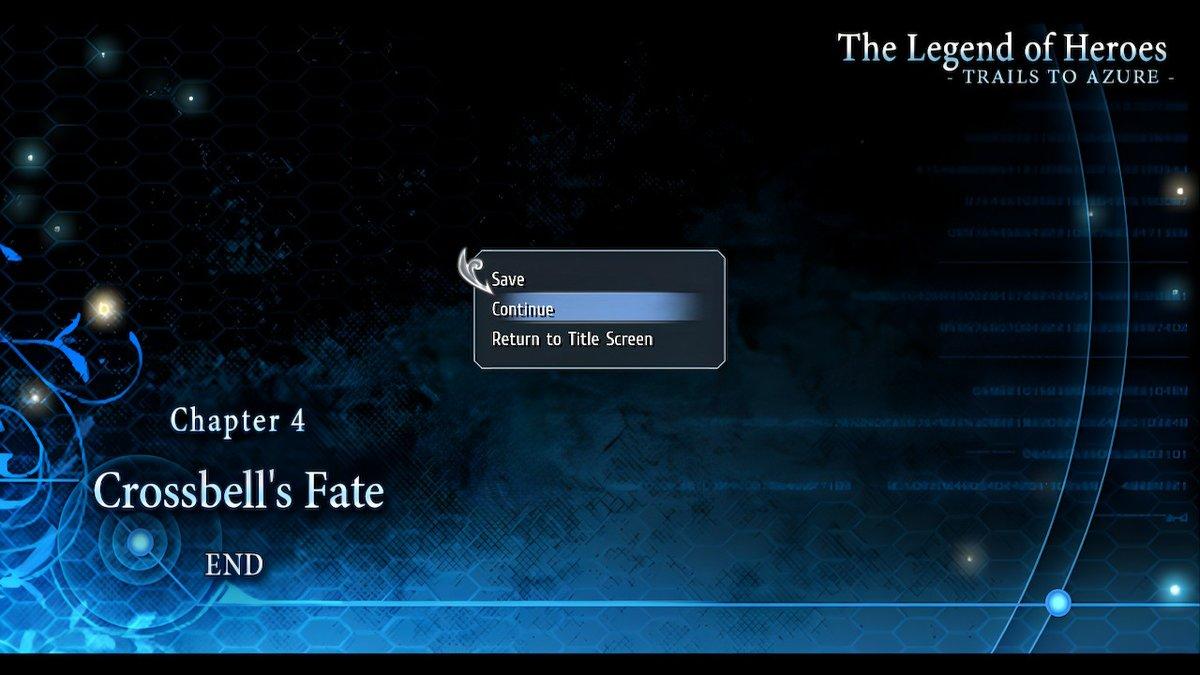 The Legend of Heroes
- TRAILS TO AZURE -
Save
Continue
Return to Title Screen
Chapter 4
Crossbell's Fate
END